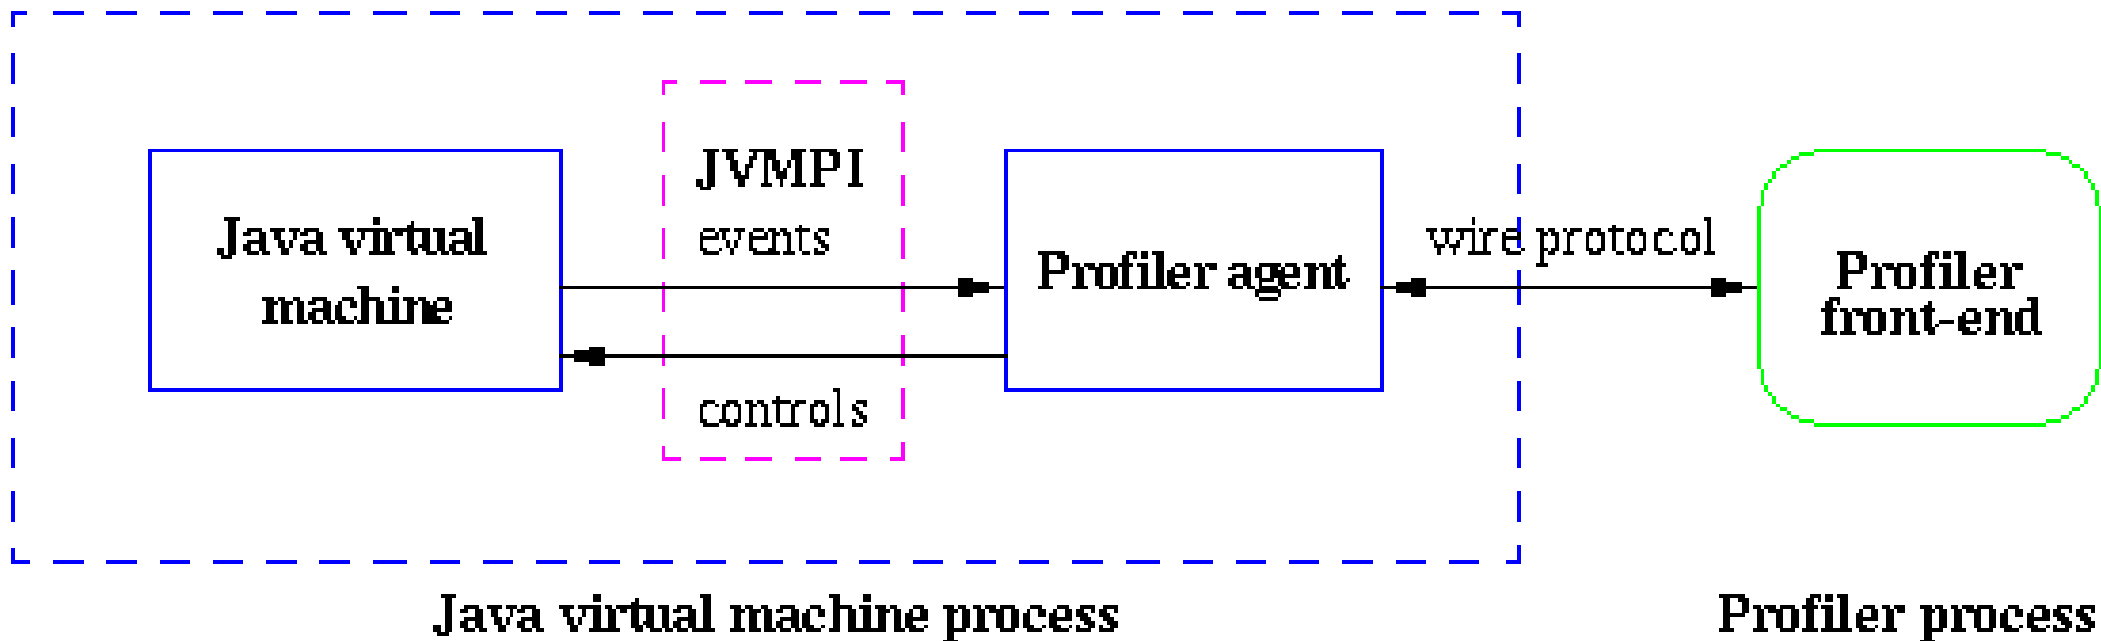 JVMPI
Java virtual
machine
events
controls
Profiler agent
wire protocol
Profiler
front-end
Java virtual machine process
Profiler process